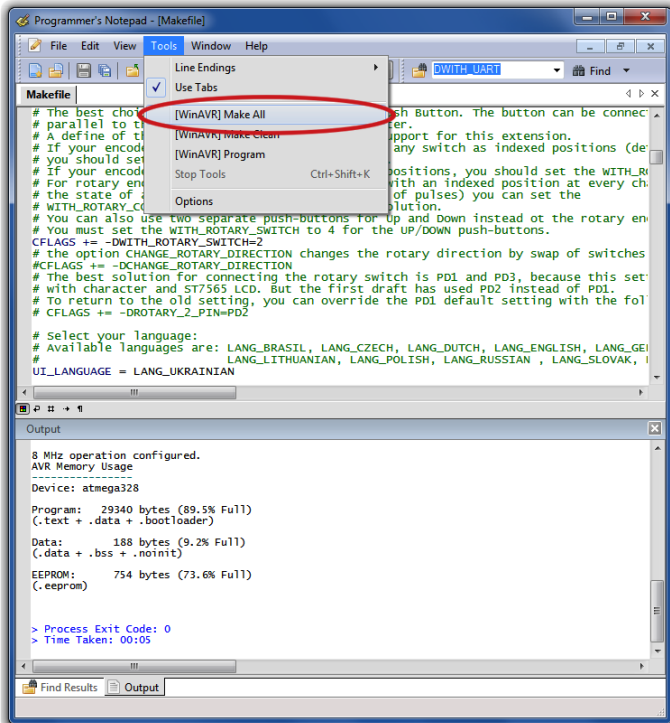 Programmer's Notepad - [Makefile]
File Edit View Tools Window Help
DWITH_UART Find
Line Endings
Use Tabs
[WinAVR] Make All
[WinAVR] Make Clean
[WinAVR] Program
Stop Tools Ctrl+Shift+K
Options
Makefile
# The best choi sh Button. The button can be connec
# parallel to th er.
# A define of th upport for this extension.
# If your encode any switch as indexed positions (de
# you should set
# If your encode ositions, you should set the WITH_R
# For rotary en with an indexed position at every cha
# the state of a of pulses) you can set the
# WITH_ROTARY_CO olution.
# You can also use two separate push-buttons for Up and Down instead ot the rotary en
# You must set the WITH_ROTARY_SWITCH to 4 for the UP/DOWN push-buttons.
CFLAGS += -DWITH_ROTARY_SWITCH=2
# the option CHANGE_ROTARY_DIRECTION changes the rotary direction by swap of switches
#CFLAGS += -DCHANGE_ROTARY_DIRECTION
# The best solution for connecting the rotary switch is PD1 and PD3, because this set
# with character and ST7565 LCD. But the first draft has used PD2 instead of PD1.
# To return to the old setting, you can override the PD1 default setting with the fol
# CFLAGS += -DROTARY_2_PIN=PD2
# Select your language:
# Available languages are: LANG_BRASIL, LANG_CZECH, LANG_DUTCH, LANG_ENGLISH, LANG_GE
# LANG_LITHUANIAN, LANG_POLISH, LANG_RUSSIAN , LANG_SLOVAK,
UI_LANGUAGE = LANG_UKRAINIAN
Output
8 MHz operation configured.
AVR Memory Usage
----------------
Device: atmega328
Program: 29340 bytes (89.5% Full)
(.text + .data + .bootloader)
Data: 188 bytes (9.2% Full)
(.data + .bss + .noinit)
EEPROM: 754 bytes (73.6% Full)
(.eeprom)
> Process Exit Code: 0
> Time Taken: 00:05
Find Results Output